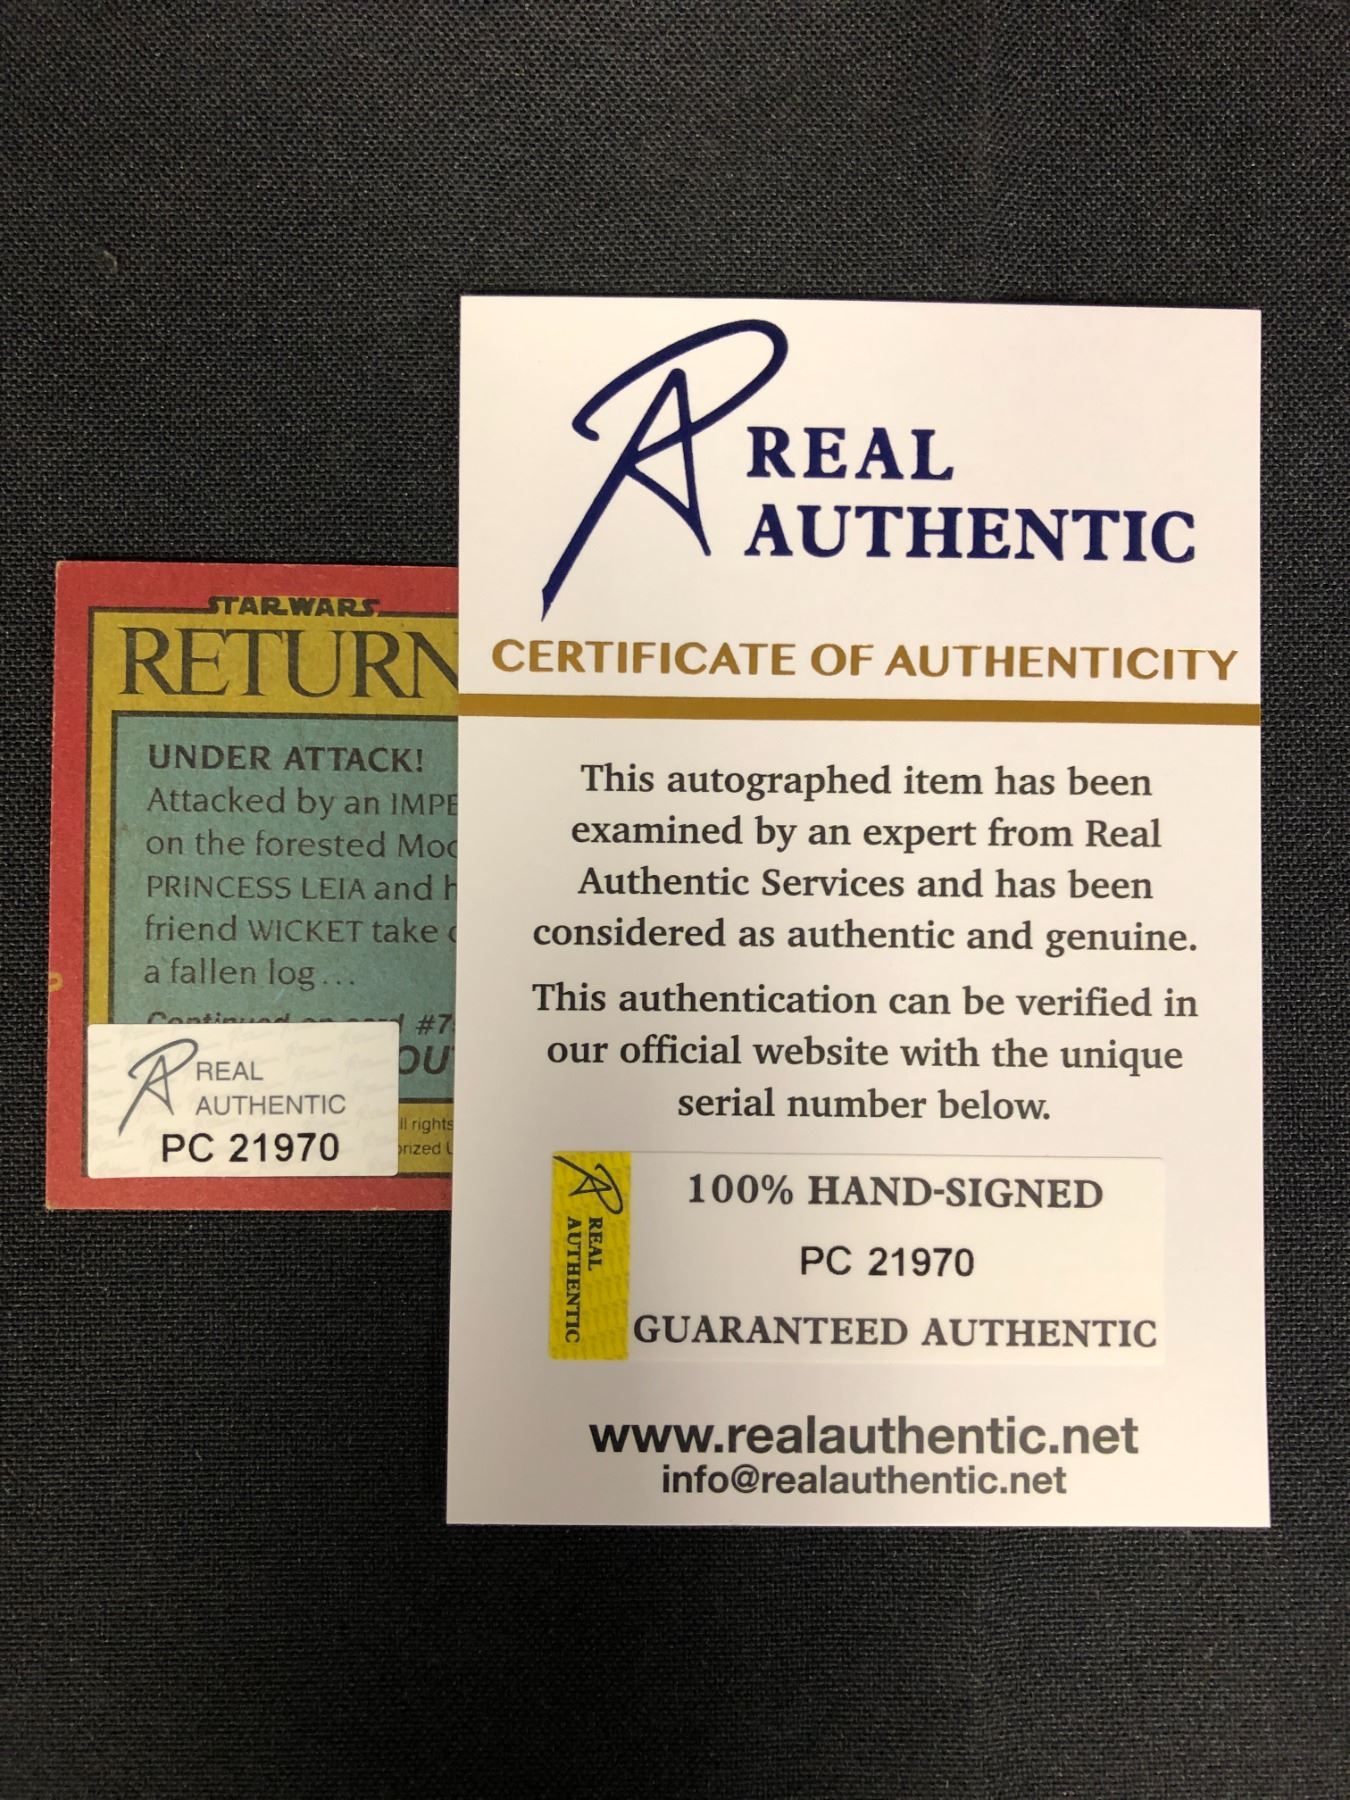 STAR WARS
RETURN
UNDER ATTACK!
Attacked by an
on the forested
PRINCESS LEIA and
friend WICKET take
a fallen log...
Continued on card
REAL
AUTHENTIC
PC 21970
REAL
AUTHENTIC
CERTIFICATE OF AUTHENTICITY
This autographed item has been
examined by an expert from Real
Authentic Services and has been
considered as authentic and genuine.
This authentication can be verified in
our official website with the unique
serial number below.
REAL
AUTHENTIC
100% HAND-SIGNED
PC 21970
GUARANTEED AUTHENTIC
www.realauthentic.net
info@realauthentic.net